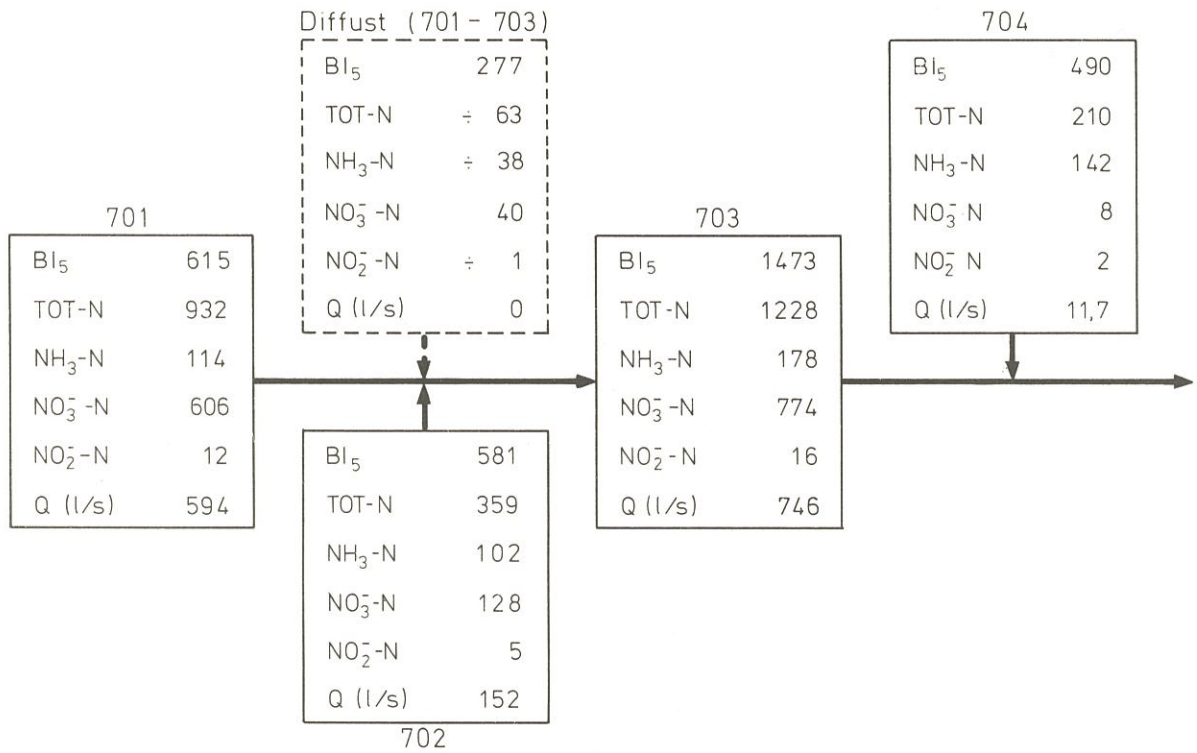 Diffust (701 - 703)
BI₅ 277
TOT-N ÷ 63
NH₃-N ÷ 38
NO₃⁻-N 40
NO₂⁻-N ÷ 1
Q (l/s) 0
704
BI₅ 490
TOT-N 210
NH₃-N 142
NO₃⁻ N 8
NO₂⁻ N 2
Q (l/s) 11,7
701
BI₅ 615
TOT-N 932
NH₃-N 114
NO₃⁻-N 606
NO₂⁻-N 12
Q (l/s) 594
703
BI₅ 1473
TOT-N 1228
NH₃-N 178
NO₃⁻-N 774
NO₂⁻-N 16
Q (l/s) 746
BI₅ 581
TOT-N 359
NH₃-N 102
NO₃⁻-N 128
NO₂⁻-N 5
Q (l/s) 152
702